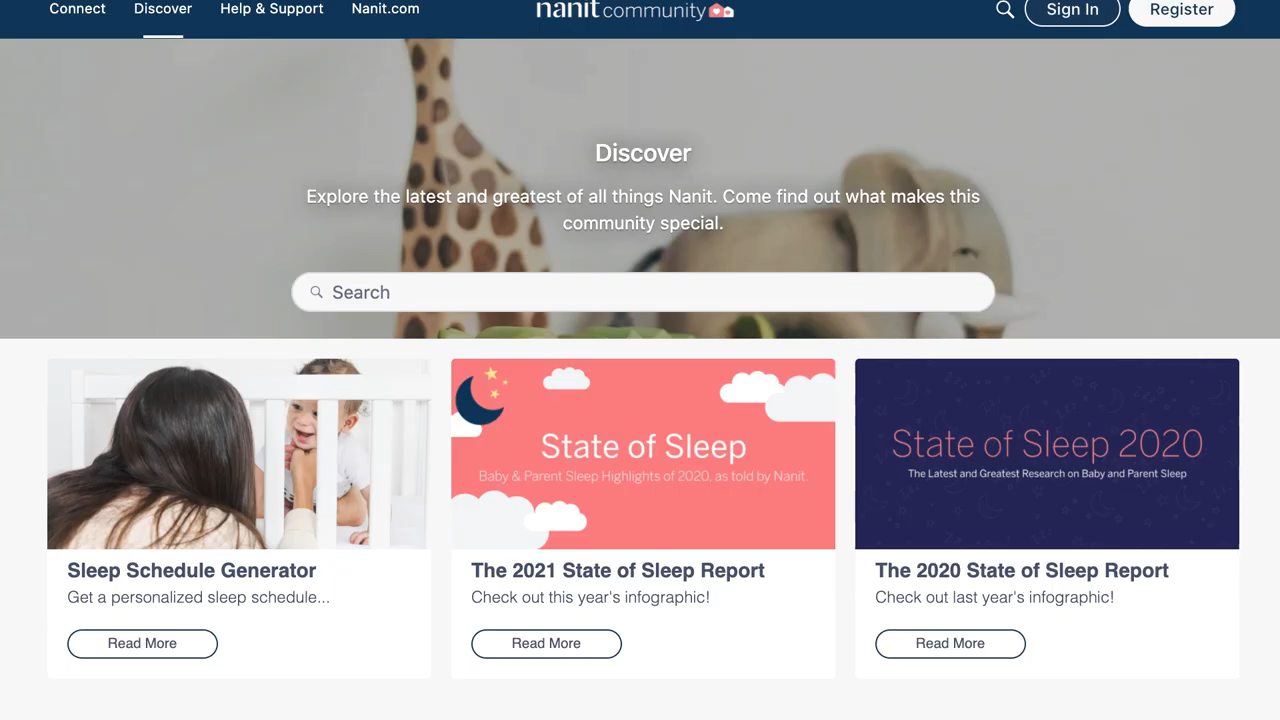 Connect Discover Help & Support Nanit.com nanit community Sign In Register
Discover
Explore the latest and greatest of all things Nanit. Come find out what makes this
community special.
Search
State of Sleep
Baby & Parent Sleep Highlights of 2020, as told by Nanit.
State of Sleep 2020
The Latest and Greatest Research on Baby and Parent Sleep
Sleep Schedule Generator
Get a personalized sleep schedule...
Read More
The 2021 State of Sleep Report
Check out this year's infographic!
Read More
The 2020 State of Sleep Report
Check out last year's infographic!
Read More